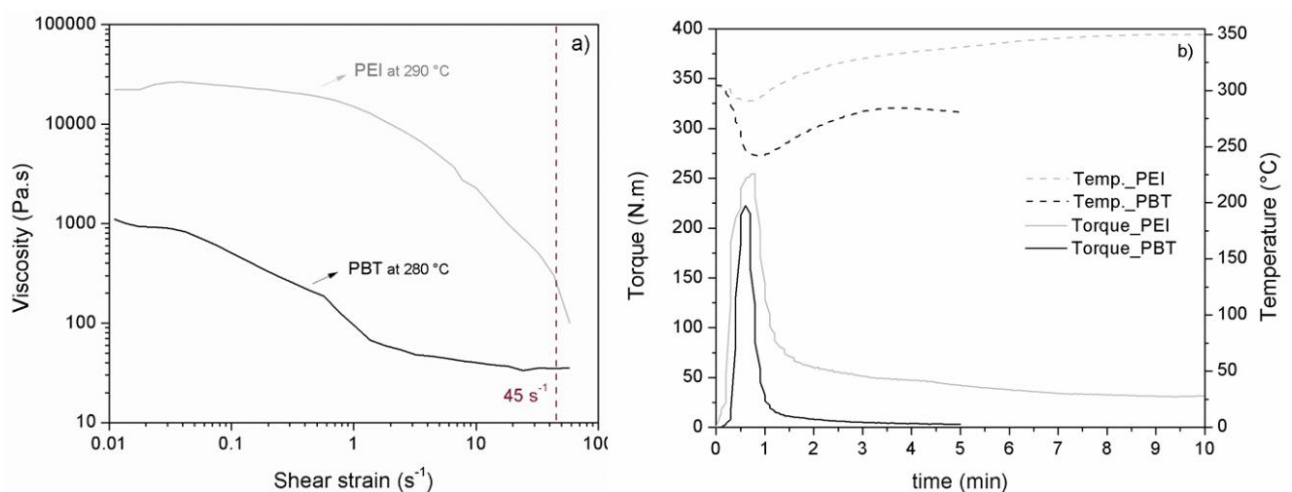 a)
100000
10000
1000
100
10
Viscosity (Pa.s)
PEI at 290 °C
PBT at 280 °C
45 s⁻¹
0.01
0.1
1
10
100
Shear strain (s⁻¹)
b)
400
350
300
250
200
150
100
50
0
Torque (N.m)
350
300
250
200
150
100
50
0
Temperature (°C)
Temp._PEI
Temp._PBT
Torque_PEI
Torque_PBT
0
1
2
3
4
5
6
7
8
9
10
time (min)